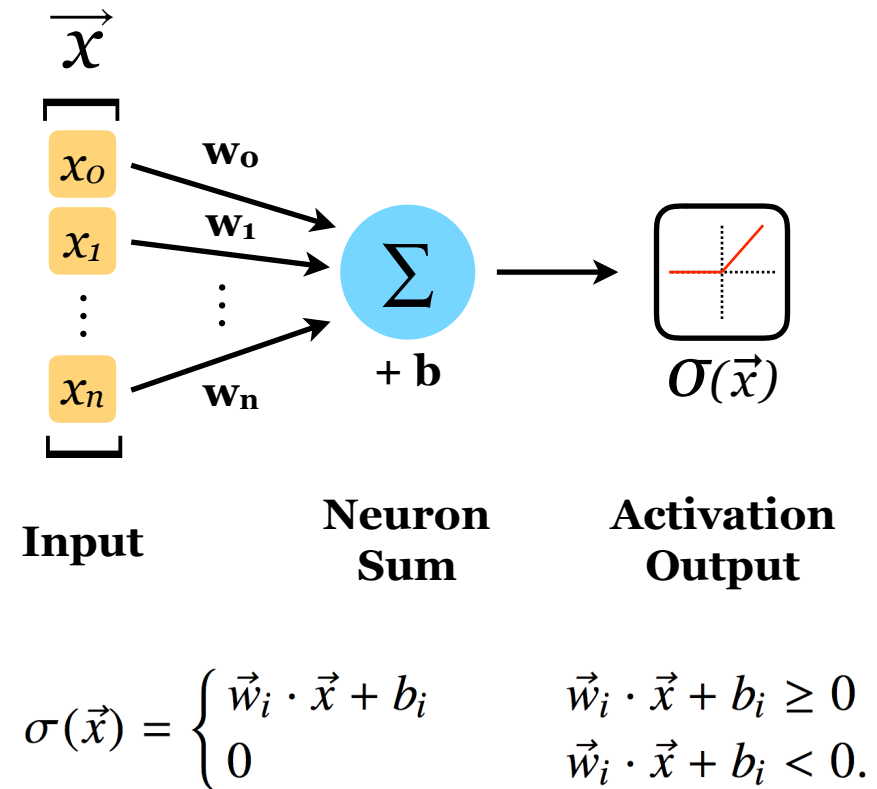 x⃗
x₀
w₀
x₁
w₁
⋮
⋮
xₙ
wₙ
∑
+ b
σ(x⃗)
Input
Neuron
Sum
Activation
Output
σ(x⃗) = { w⃗ᵢ · x⃗ + bᵢ    w⃗ᵢ · x⃗ + bᵢ ≥ 0
0    w⃗ᵢ · x⃗ + bᵢ < 0.